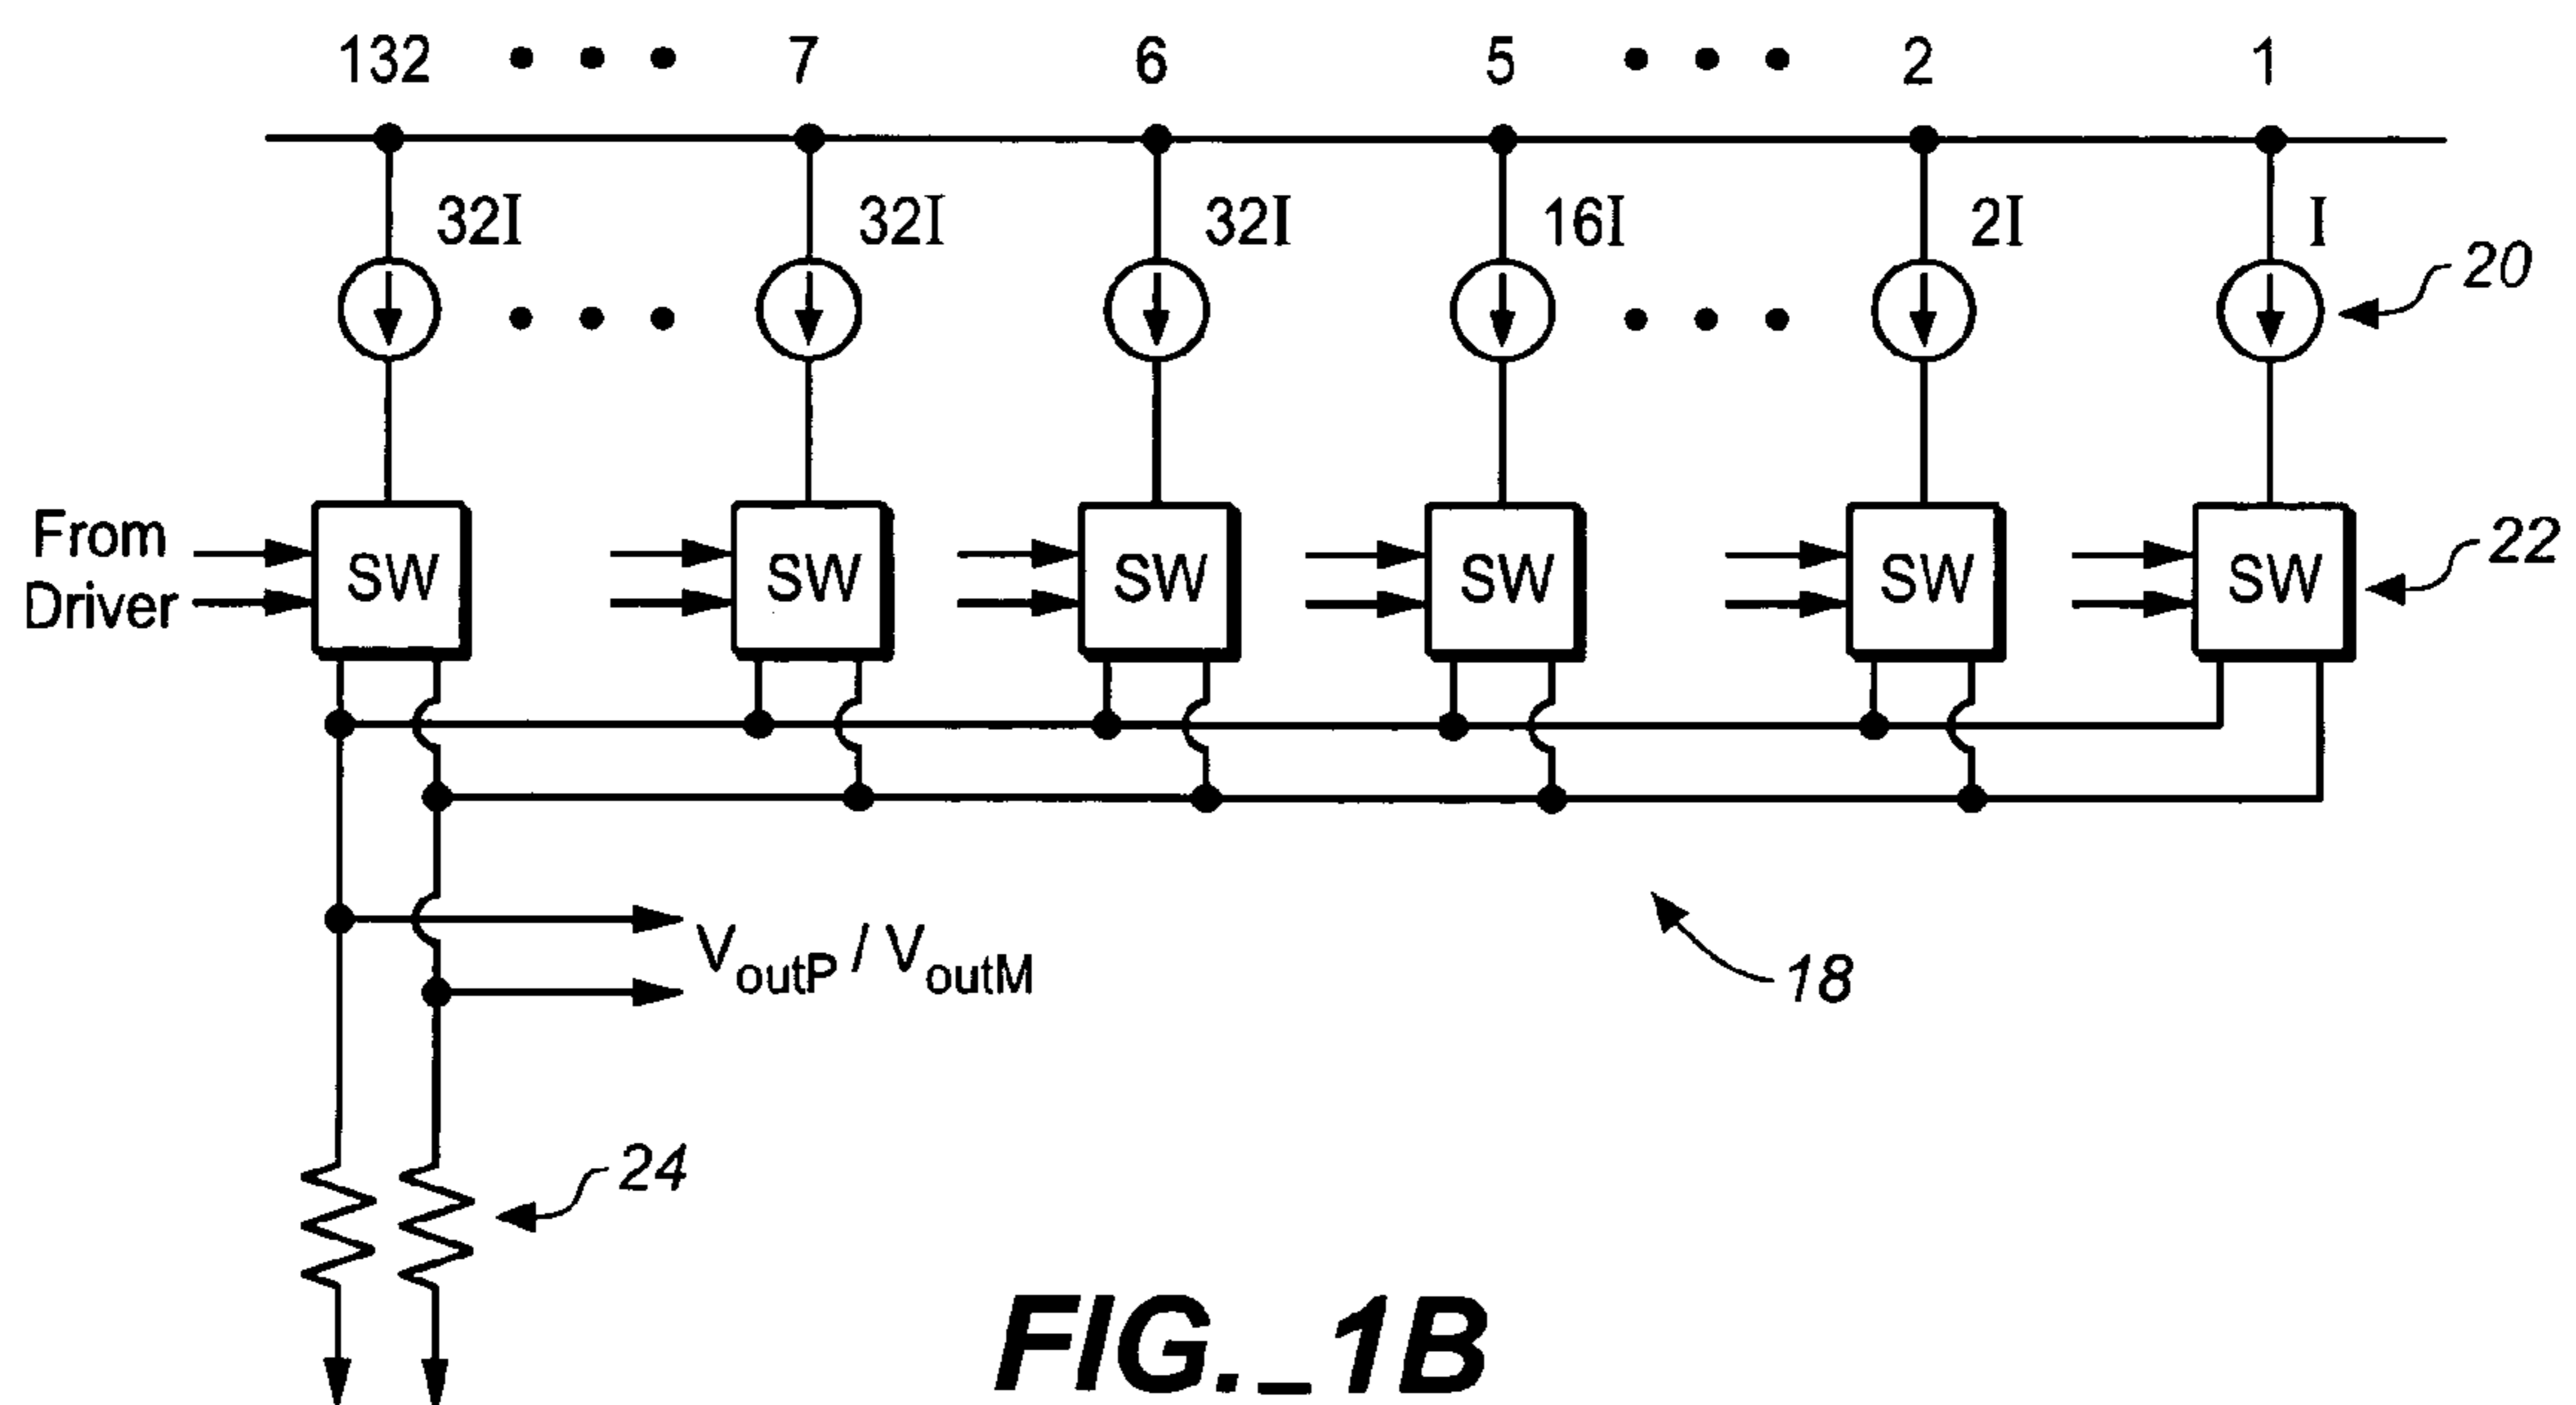 132 • • • 7 6 5 • • • 2 1
32I 32I 32I 16I 2I I
20
• • • • • •
From
Driver
SW SW SW SW SW SW
22
VoutP / VoutM
18
24
FIG._1B